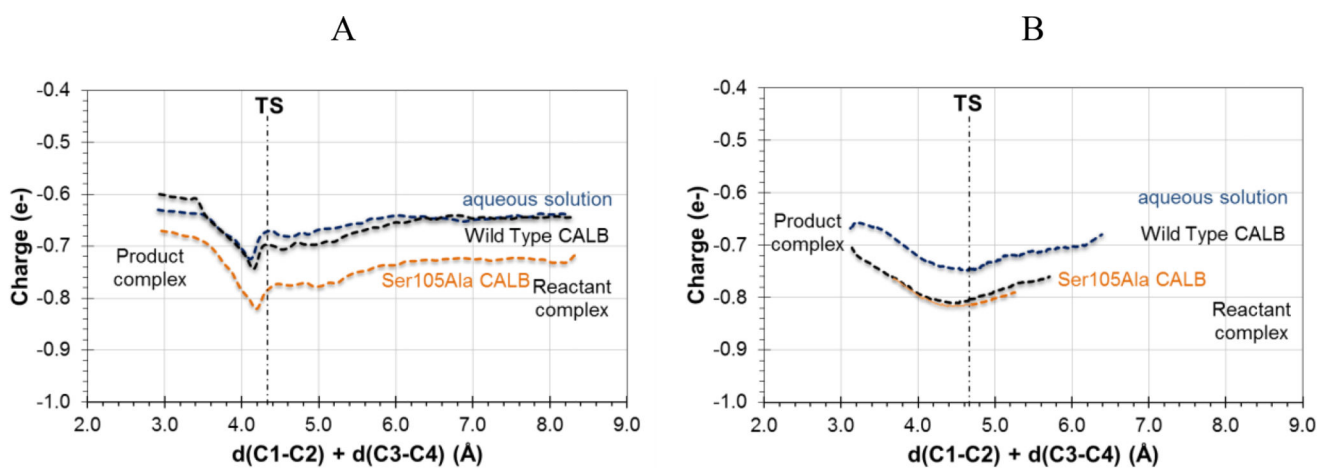 A
-0.4
-0.5
-0.6
-0.7
-0.8
-0.9
-1.0
Charge (e-)
TS
aqueous solution
Wild Type CALB
Ser105Ala CALB
Product
complex
Reactant
complex
2.0 3.0 4.0 5.0 6.0 7.0 8.0 9.0
d(C1-C2) + d(C3-C4) (Å)
B
-0.4
-0.5
-0.6
-0.7
-0.8
-0.9
-1.0
Charge (e-)
TS
aqueous solution
Product
complex
Wild Type CALB
Ser105Ala CALB
Reactant
complex
2.0 3.0 4.0 5.0 6.0 7.0 8.0 9.0
d(C1-C2) + d(C3-C4) (Å)